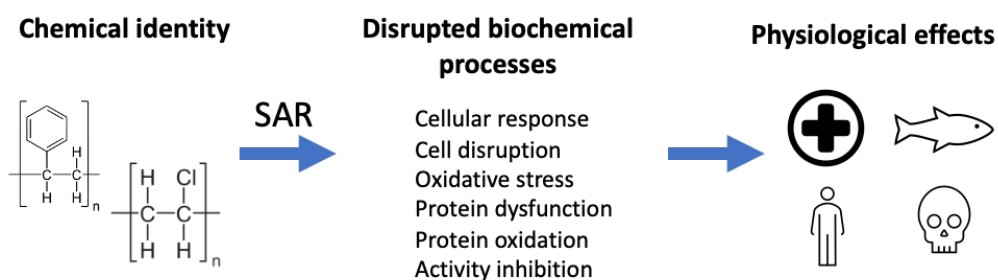 Chemical identity
H
C
C
H
H
n
H
Cl
C
C
H
H
n
SAR
Disrupted biochemical
processes
Cellular response
Cell disruption
Oxidative stress
Protein dysfunction
Protein oxidation
Activity inhibition
Physiological effects